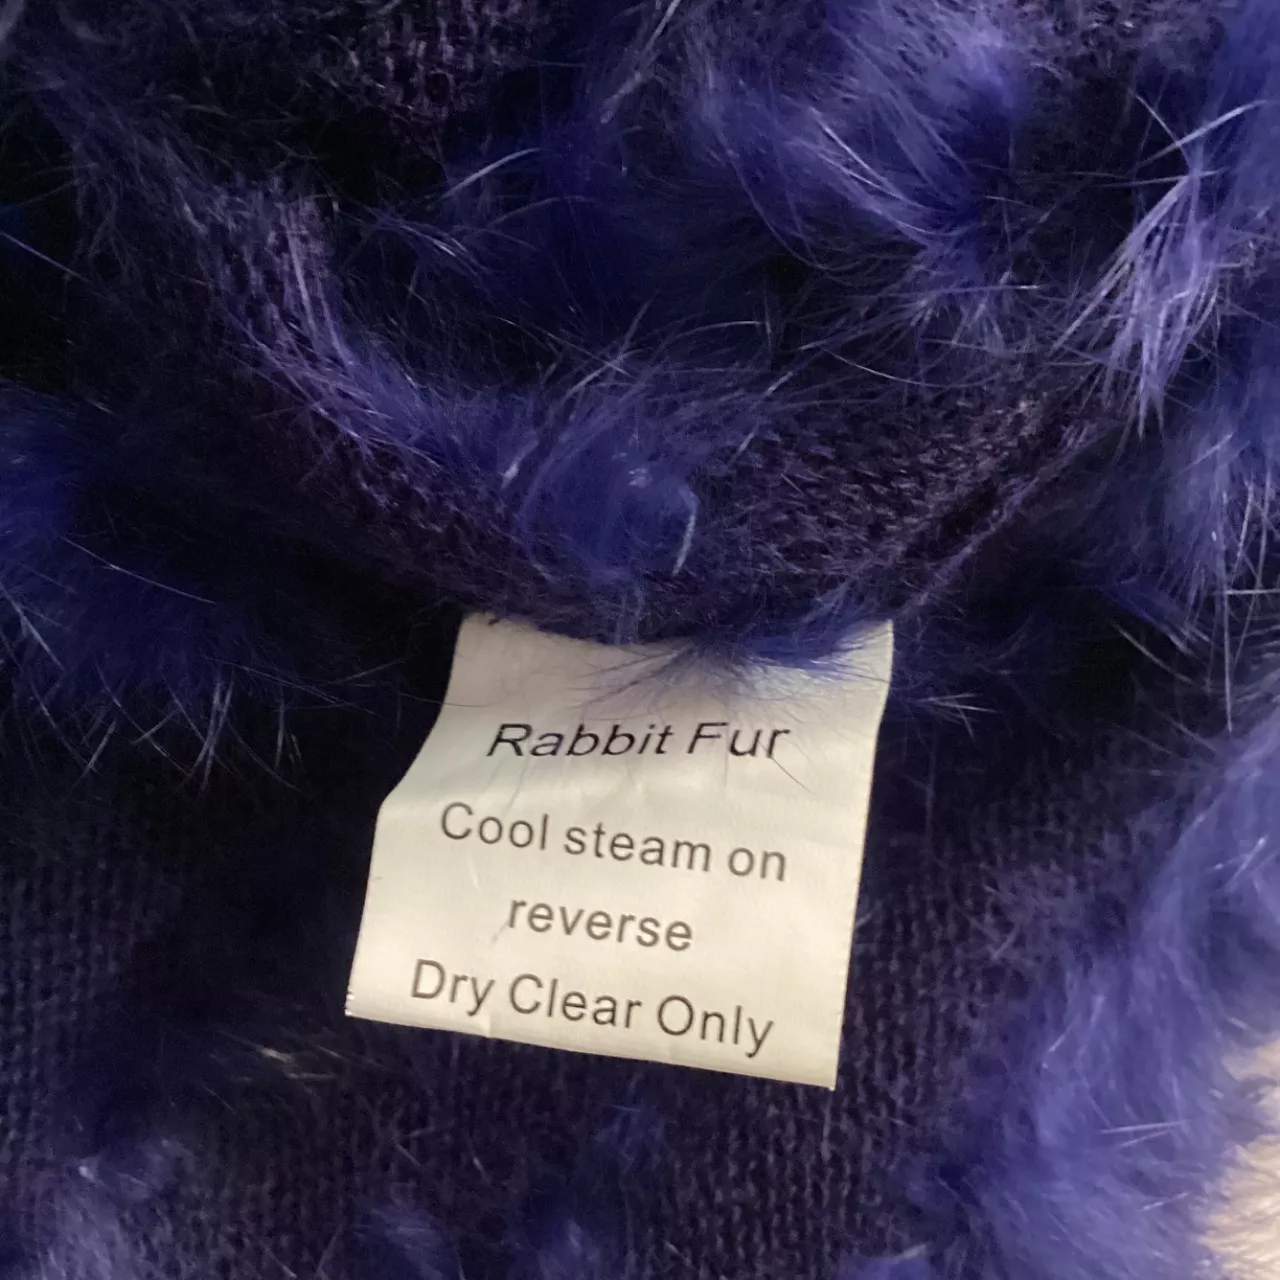 Rabbit Fur
Cool steam on
reverse
Dry Clear Only